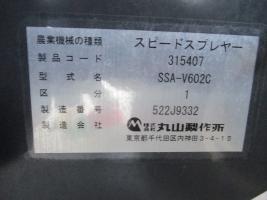 農業機械の種類 スピードスプレヤー
製品コード 315407
型式名 SSA-V602C
区分 1
製造番号 522J9332
製造会社 株式会社 丸山製作所
東京都千代田区内神田3-4-15